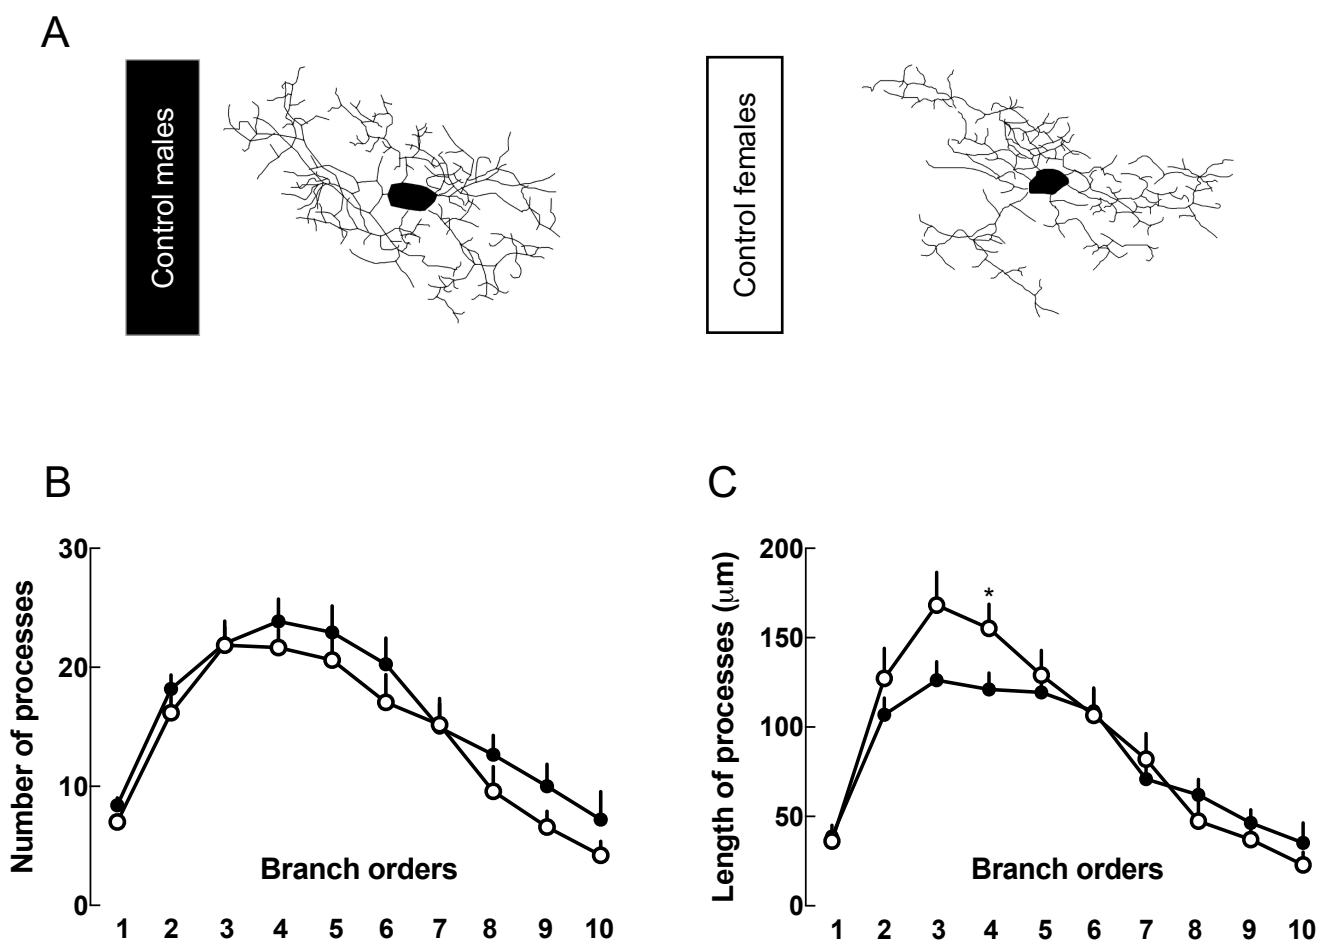 A
Control males
Control females
B
C
30
20
10
0
Number of processes
Branch orders
1 2 3 4 5 6 7 8 9 10
200
150
100
50
0
Length of processes (μm)
*
Branch orders
1 2 3 4 5 6 7 8 9 10